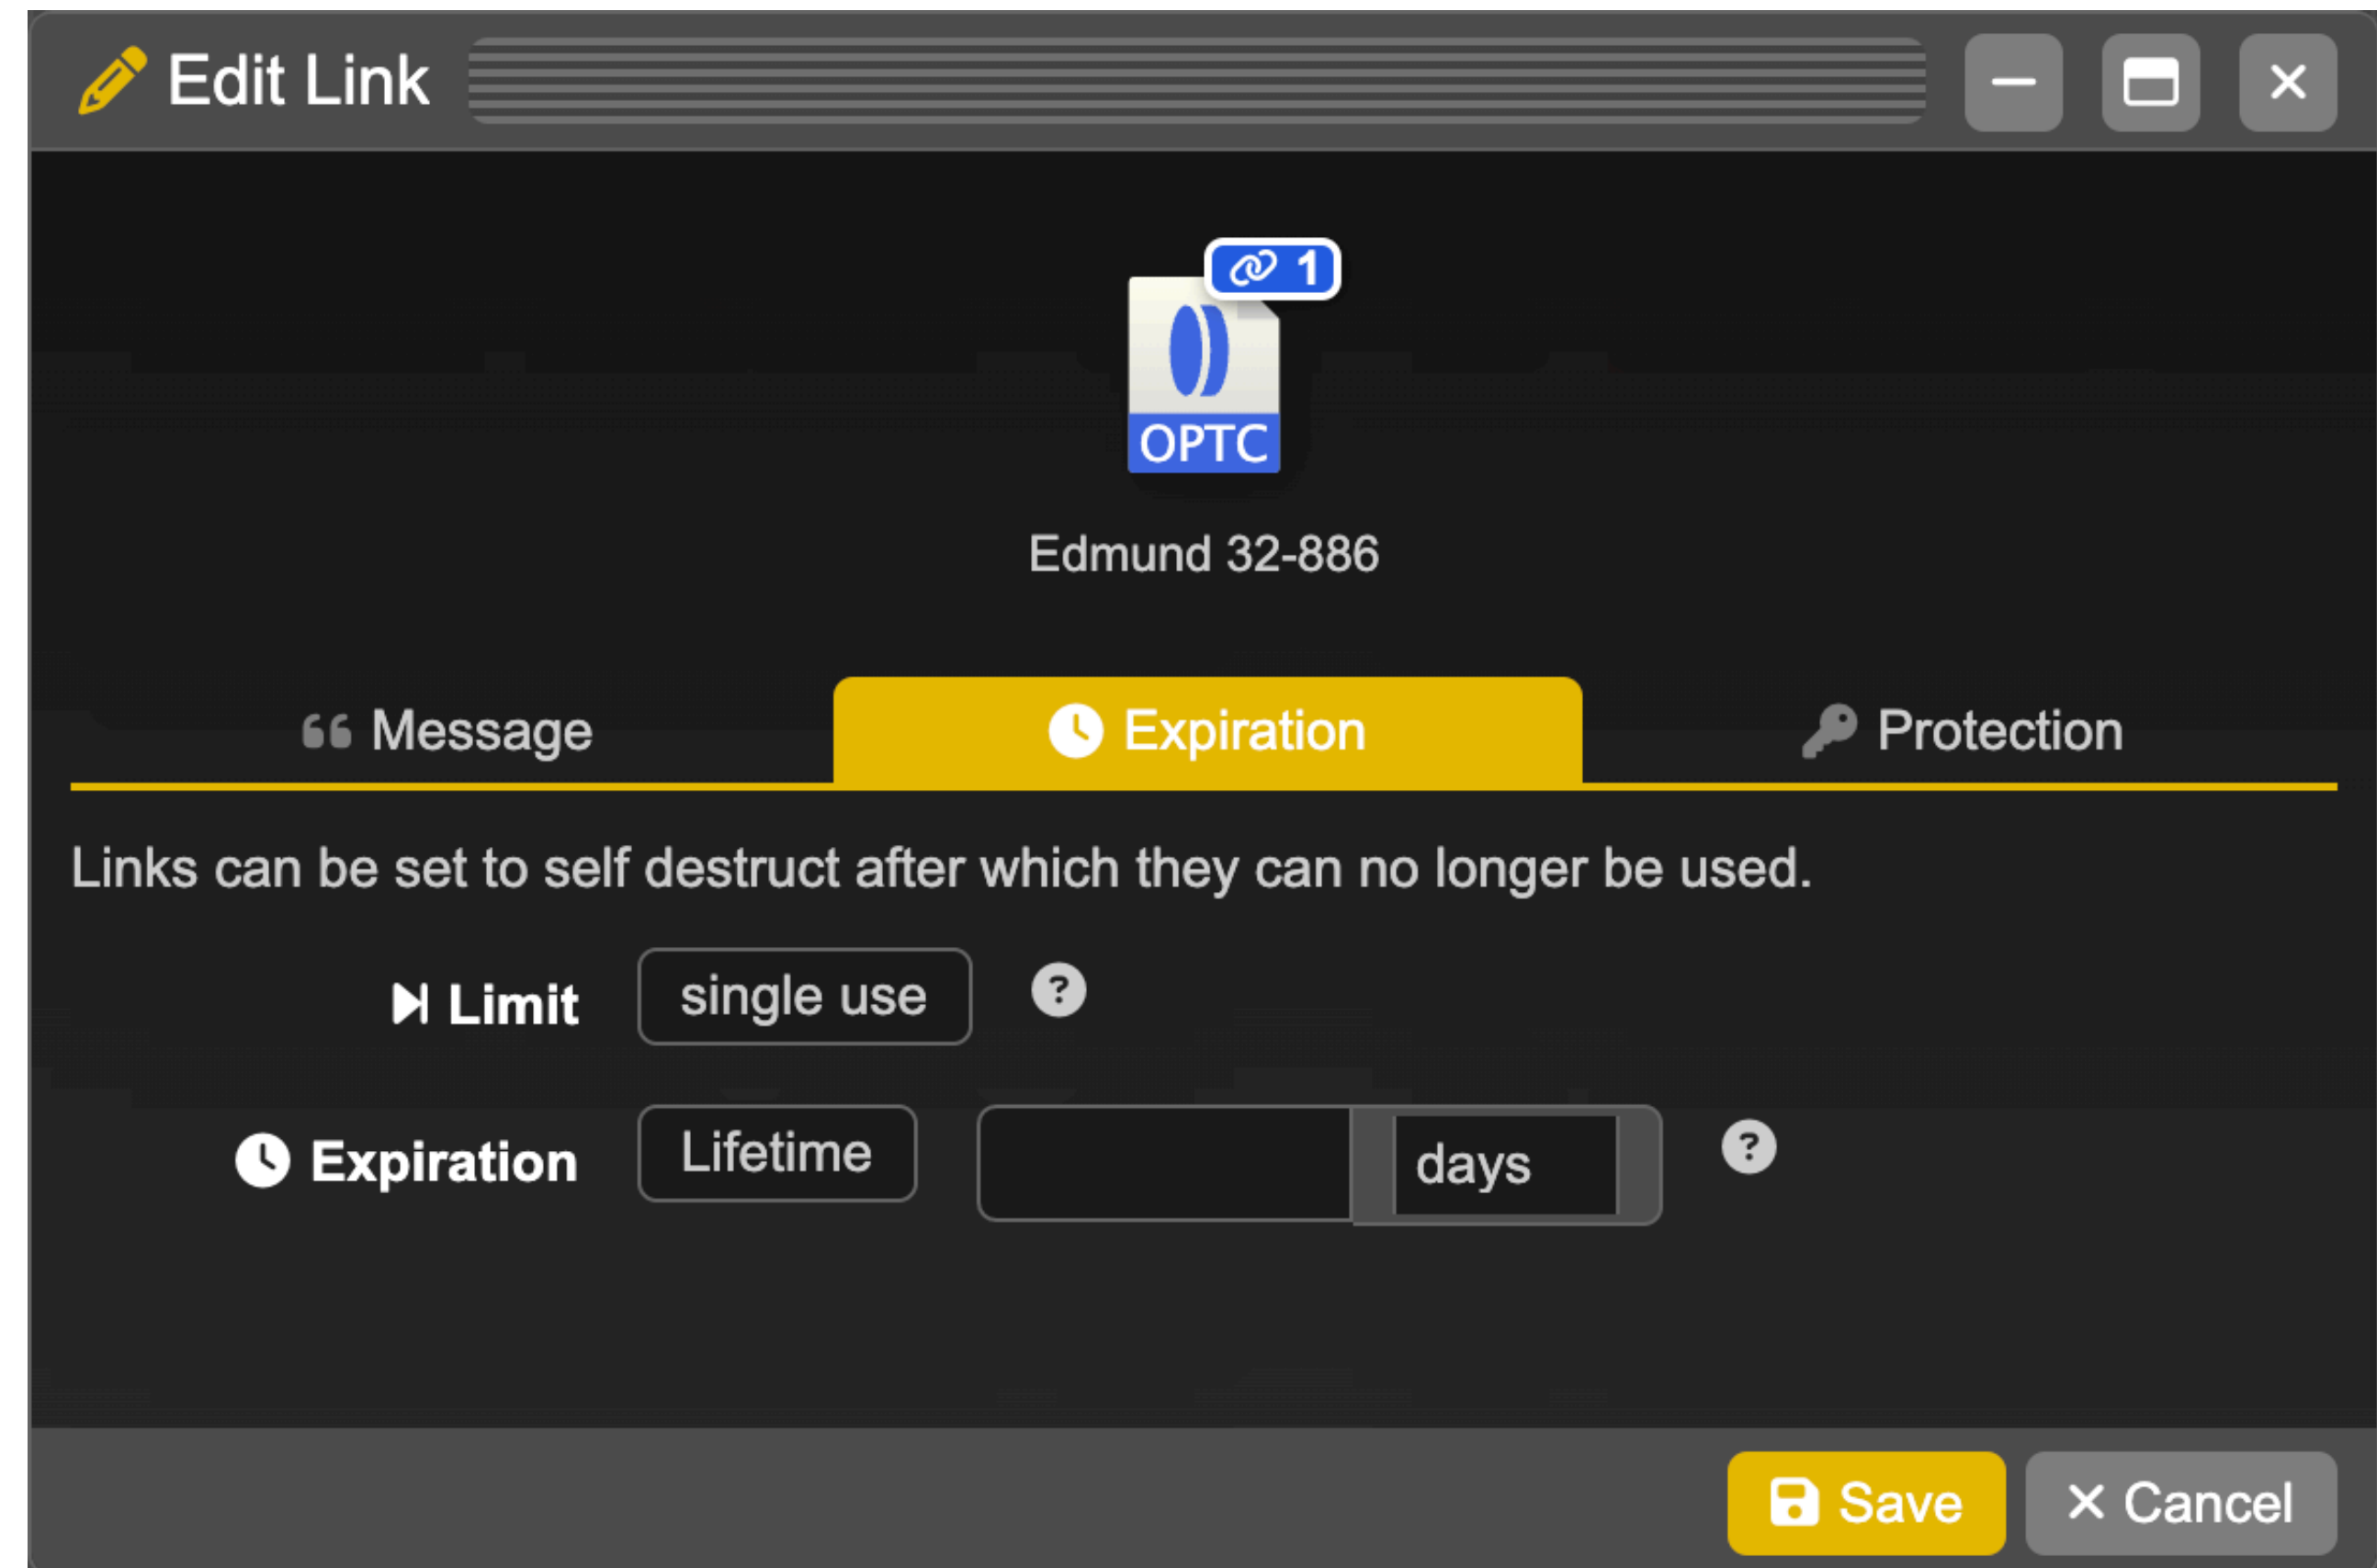 Edit Link
1
OPTC
Edmund 32-886
Message Expiration Protection
Links can be set to self destruct after which they can no longer be used.
Limit single use ?
Expiration Lifetime days ?
Save Cancel